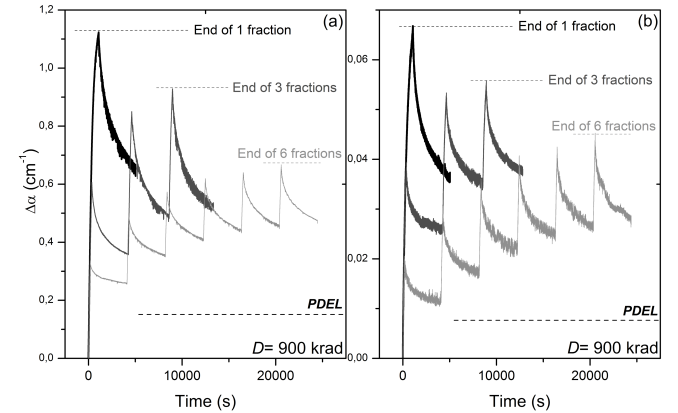 (a)
End of 1 fraction
End of 3 fractions
End of 6 fractions
PDEL
D= 900 krad
Δα (cm⁻¹)
1,2
1,0
0,8
0,6
0,4
0,2
0,0
0
10000
20000
Time (s)
(b)
End of 1 fraction
End of 3 fractions
End of 6 fractions
PDEL
D= 900 krad
0,06
0,04
0,02
0,00
0
10000
20000
Time (s)